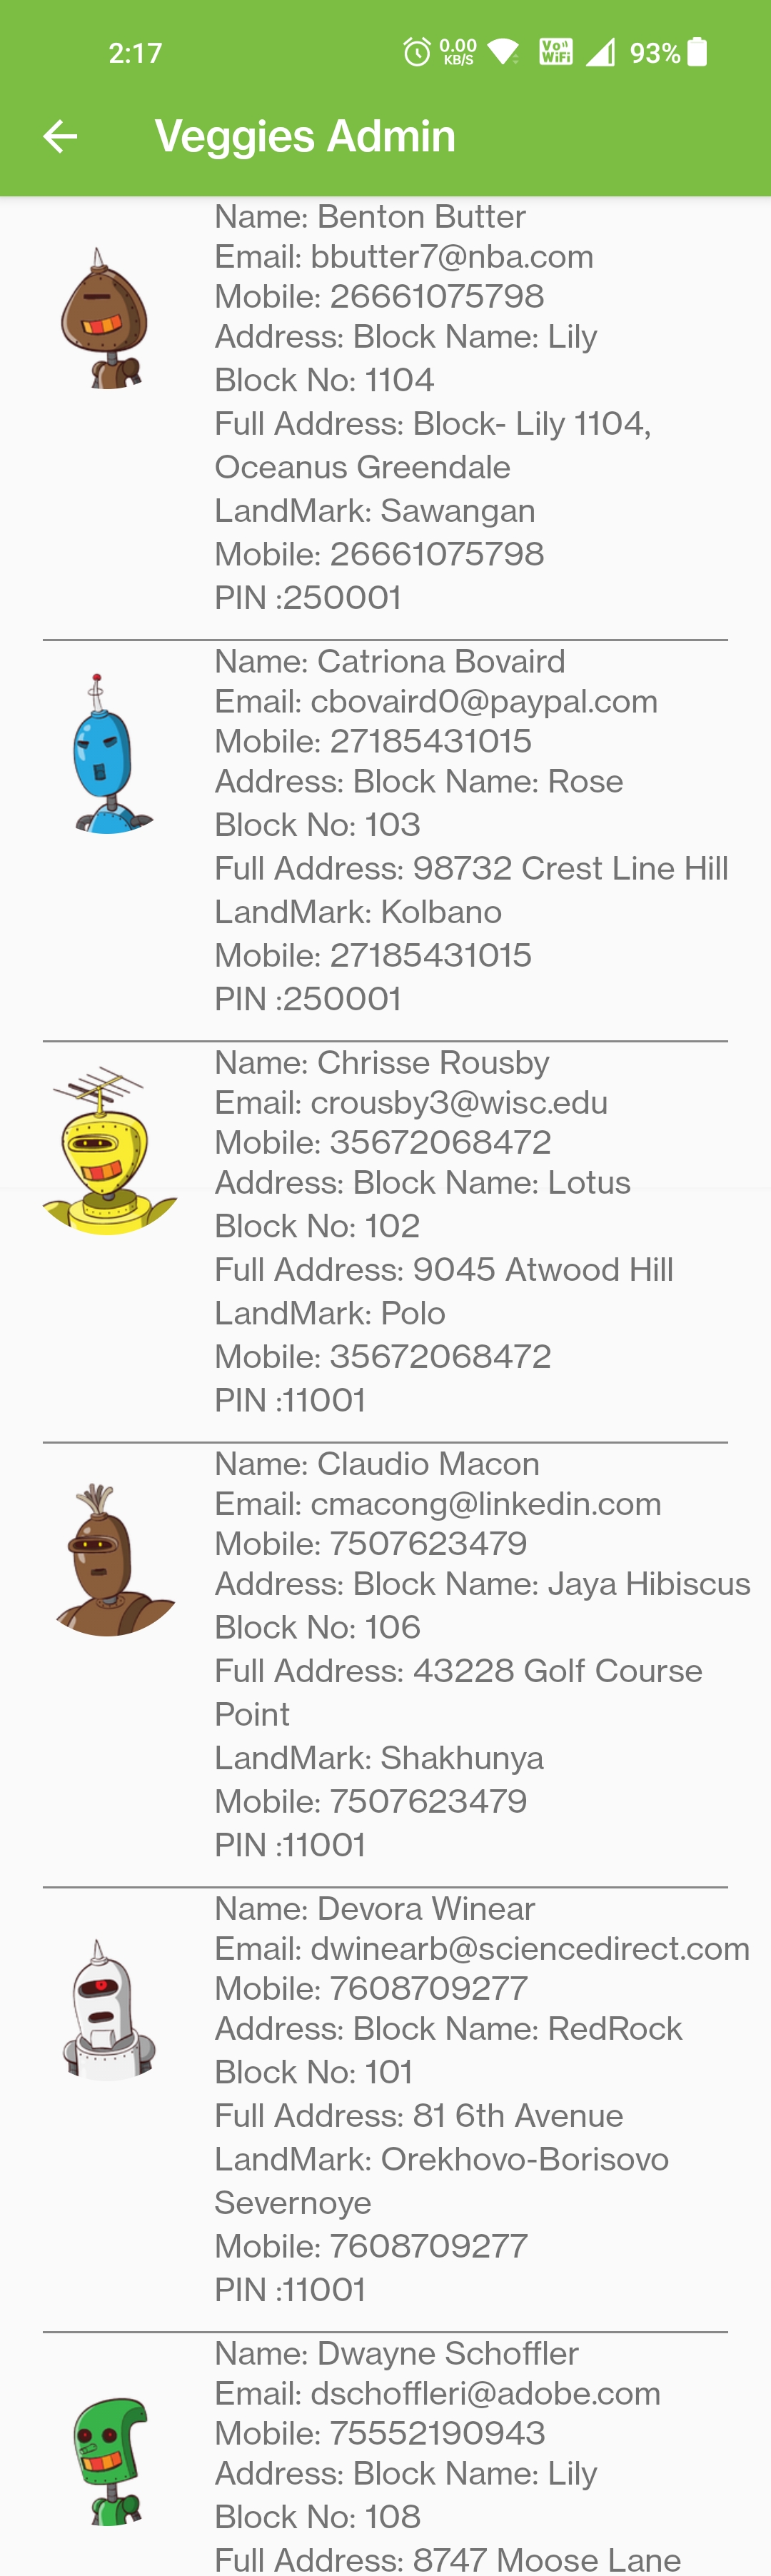 2:17
0.00
KB/S
Vo
WiFi
93%
Veggies Admin
Name: Benton Butter
Email: bbutter7@nba.com
Mobile: 26661075798
Address: Block Name: Lily
Block No: 1104
Full Address: Block- Lily 1104,
Oceanus Greendale
LandMark: Sawangan
Mobile: 26661075798
PIN :250001
Name: Catriona Bovaird
Email: cbovaird0@paypal.com
Mobile: 27185431015
Address: Block Name: Rose
Block No: 103
Full Address: 98732 Crest Line Hill
LandMark: Kolbano
Mobile: 27185431015
PIN :250001
Name: Chrisse Rousby
Email: crousby3@wisc.edu
Mobile: 35672068472
Address: Block Name: Lotus
Block No: 102
Full Address: 9045 Atwood Hill
LandMark: Polo
Mobile: 35672068472
PIN :11001
Name: Claudio Macon
Email: cmacong@linkedin.com
Mobile: 7507623479
Address: Block Name: Jaya Hibiscus
Block No: 106
Full Address: 43228 Golf Course
Point
LandMark: Shakhunya
Mobile: 7507623479
PIN :11001
Name: Devora Winear
Email: dwinearb@sciencedirect.com
Mobile: 7608709277
Address: Block Name: RedRock
Block No: 101
Full Address: 81 6th Avenue
LandMark: Orekhovo-Borisovo
Severnoye
Mobile: 7608709277
PIN :11001
Name: Dwayne Schoffler
Email: dschoffleri@adobe.com
Mobile: 75552190943
Address: Block Name: Lily
Block No: 108
Full Address: 8747 Moose Lane